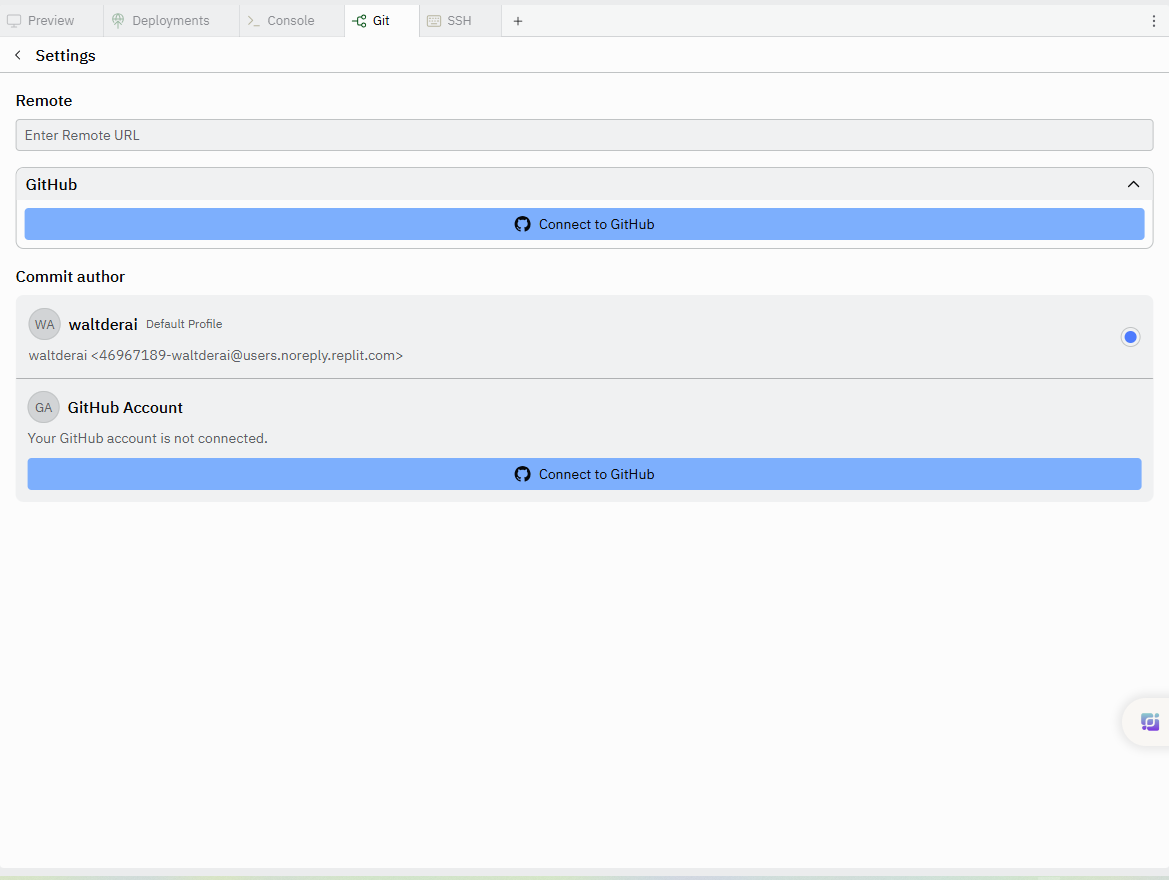 Preview Deployments Console Git SSH
Settings
Remote
Enter Remote URL
GitHub
Connect to GitHub
Commit author
WA waltderai Default Profile
waltderai <46967189-waltderai@users.noreply.replit.com>
GA GitHub Account
Your GitHub account is not connected.
Connect to GitHub